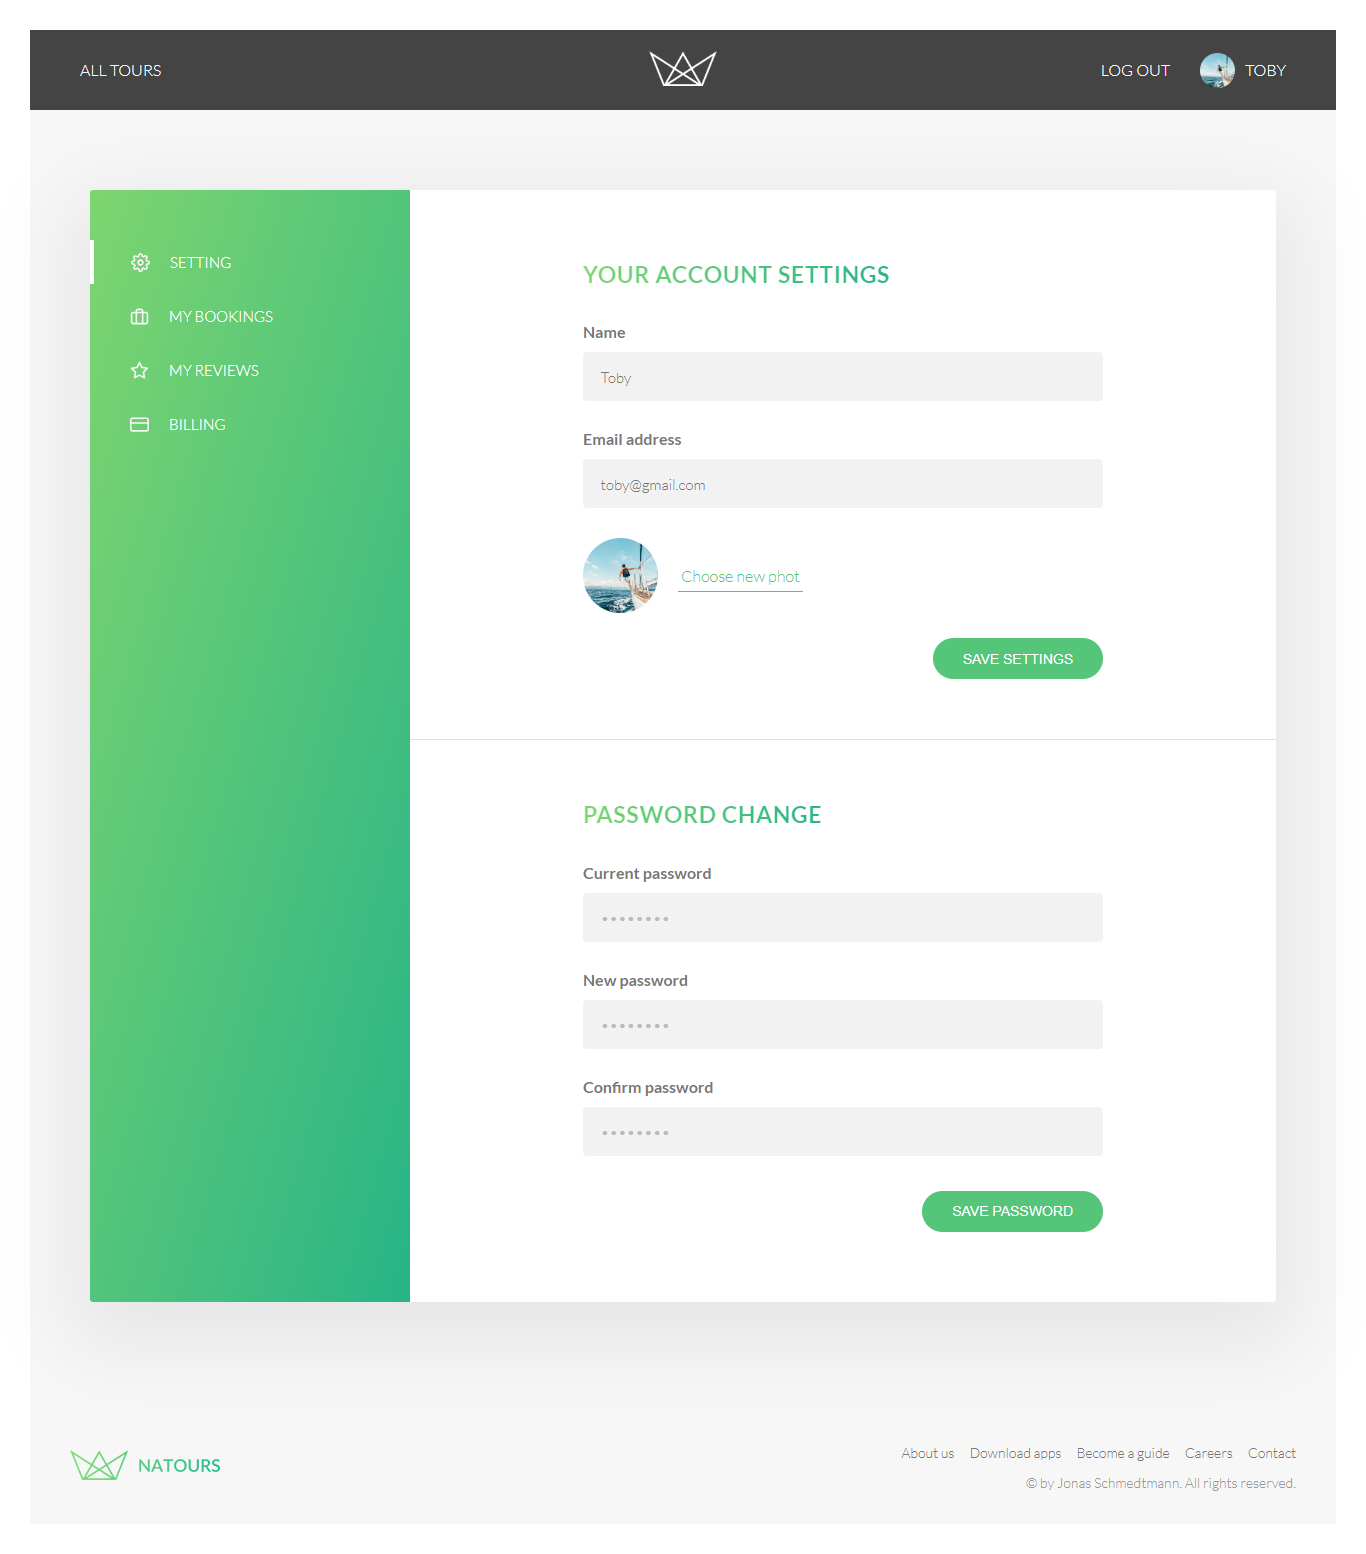 ALL TOURS
LOG OUT
TOBY
SETTING
MY BOOKINGS
MY REVIEWS
BILLING
YOUR ACCOUNT SETTINGS
Name
Toby
Email address
toby@gmail.com
Choose new phot
SAVE SETTINGS
PASSWORD CHANGE
Current password
••••••••
New password
••••••••
Confirm password
••••••••
SAVE PASSWORD
NATOURS
About us Download apps Become a guide Careers Contact
© by Jonas Schmedtmann. All rights reserved.